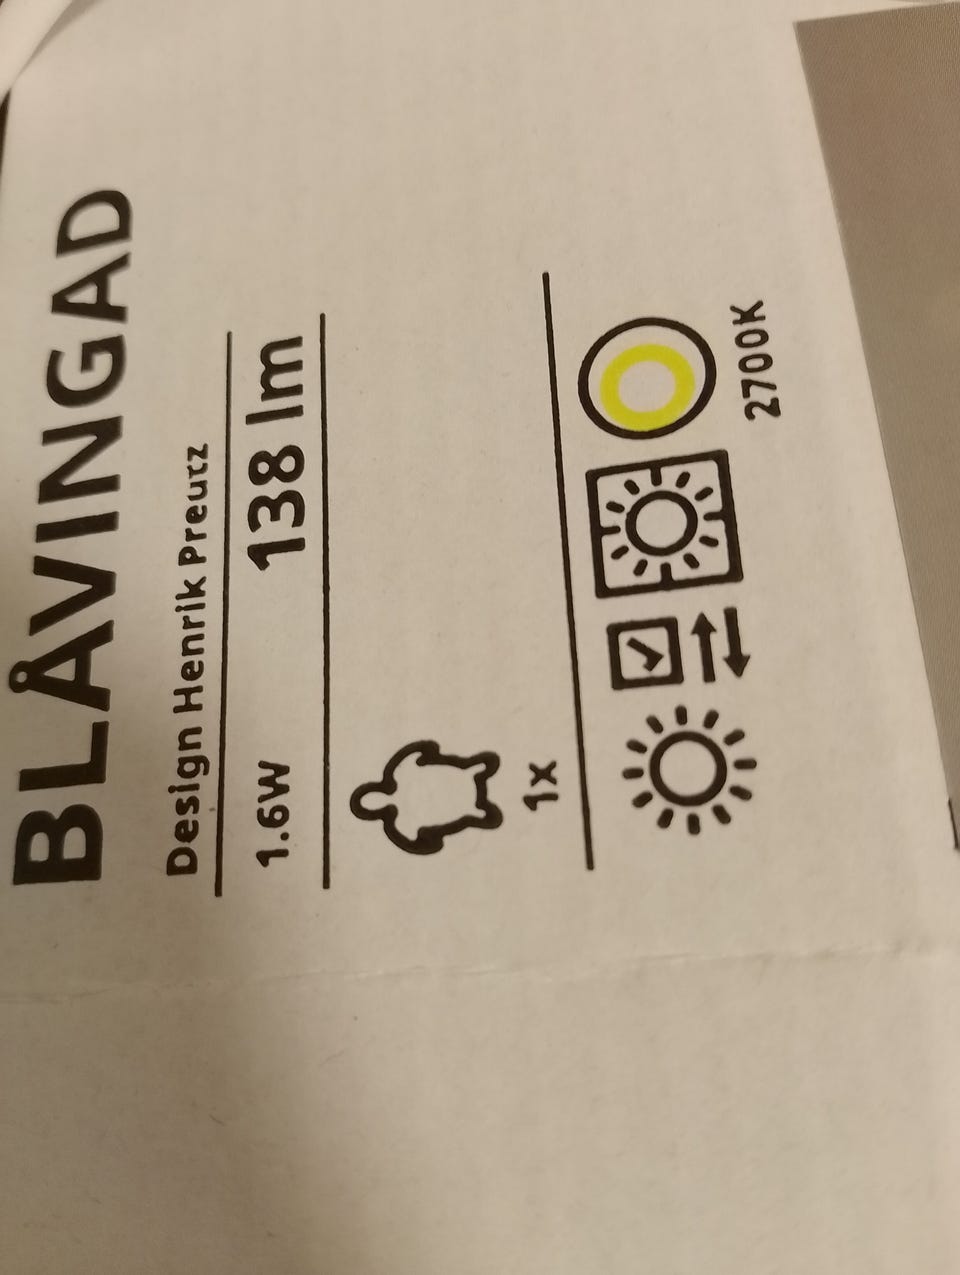 BLÅVINGAD
Design Henrik Preutz
1.6W 138 lm
1x
2700K